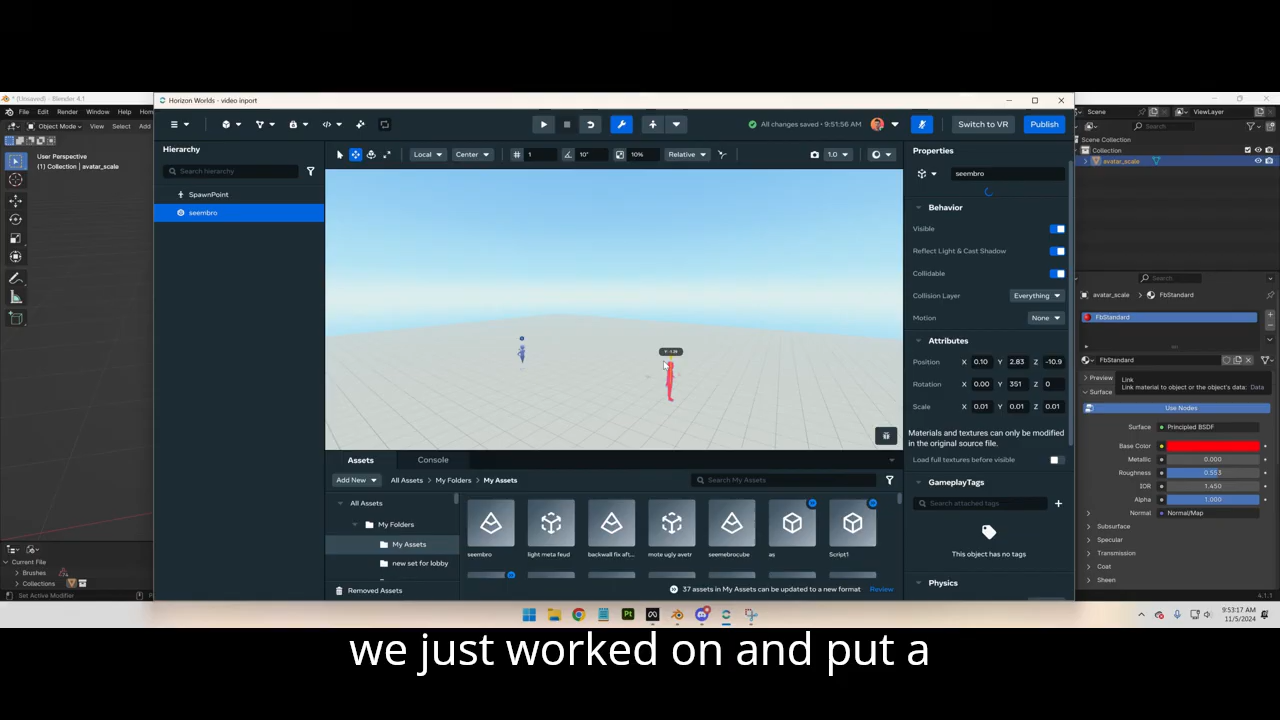 * (Unsaved) - Blender 4.1
File Edit Render Window Help
Object Mode View Select Add
User Perspective
(1) Collection | avatar_scale
Current File
Brushes
Collections
Set Active Modifier
Horizon Worlds - video inport
All changes saved • 9:51:56 AM
Switch to VR
Publish
Hierarchy
Search hierarchy
SpawnPoint
seembro
Local
Center
1
10°
10%
Relative
1.0
Properties
seembro
Behavior
Visible
Reflect Light & Cast Shadow
Collidable
Collision Layer Everything
Motion None
Attributes
Position X 0.10 Y 2.83 Z -10.9
Rotation X 0.00 Y 351 Z 0
Scale X 0.01 Y 0.01 Z 0.01
Materials and textures can only be modified
in the original source file.
Load full textures before visible
GameplayTags
Search attached tags
This object has no tags
Physics
Assets Console
Add New All Assets > My Folders > My Assets
Search My Assets
All Assets
My Folders
My Assets
new set for lobby
Removed Assets
seembro light meta feud backwall fix aft... mote ugly avetr seemebrocube as Script1
37 assets in My Assets can be updated to a new format Review
Scene ViewLayer
Search
Scene Collection
Collection
avatar_scale
Search
avatar_scale > FbStandard
FbStandard
FbStandard
Preview
Surface
Link
Link material to object or the object's data: Data
Use Nodes
Surface Principled BSDF
Base Color
Metallic 0.000
Roughness 0.553
IOR 1.450
Alpha 1.000
Normal Normal/Map
Subsurface
Specular
Transmission
Coat
Sheen
4.1.1
9:53:17 AM
11/5/2024
we just worked on and put a